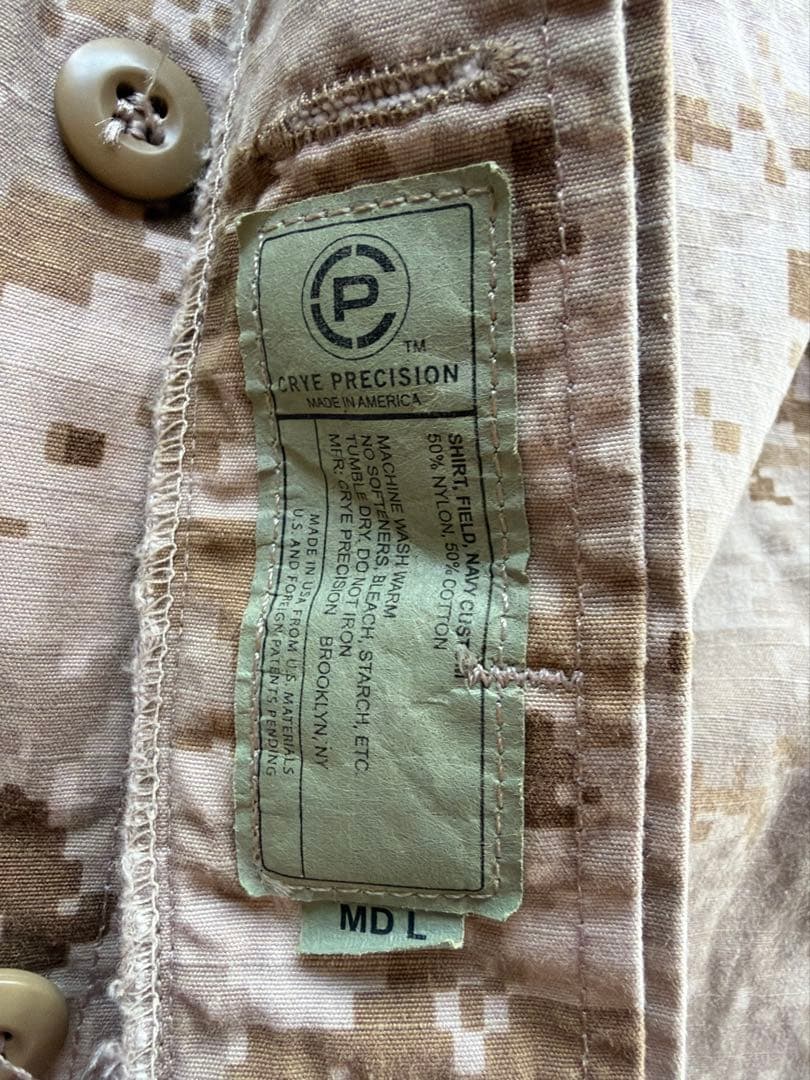 CP
TM
CRYE PRECISION
MADE IN AMERICA
SHIRT, FIELD, NAVY CUSTOM
50% NYLON, 50% COTTON
MACHINE WASH WARM
NO SOFTENERS, BLEACH, STARCH, ETC.
TUMBLE DRY. DO NOT IRON
MFR: CRYE PRECISION BROOKLYN, NY
MADE IN USA FROM U.S. MATERIALS
U.S AND FOREIGN PATENTS PENDING
MD L